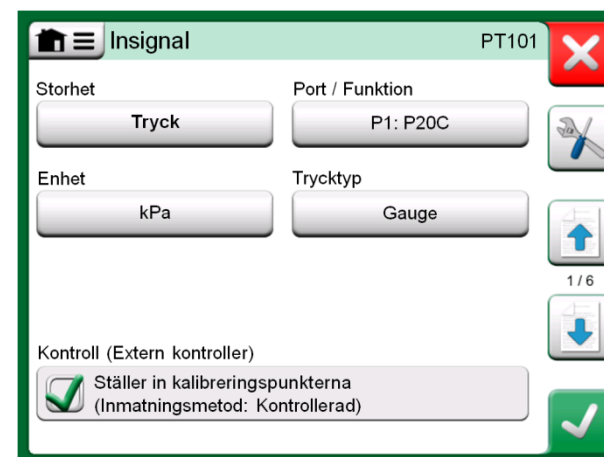 Insignal PT101
Storhet Port / Funktion
Tryck P1: P20C
Enhet Trycktyp
kPa Gauge
1 / 6
Kontroll (Extern kontroller)
Ställer in kalibreringspunkterna
(Inmatningsmetod: Kontrollerad)